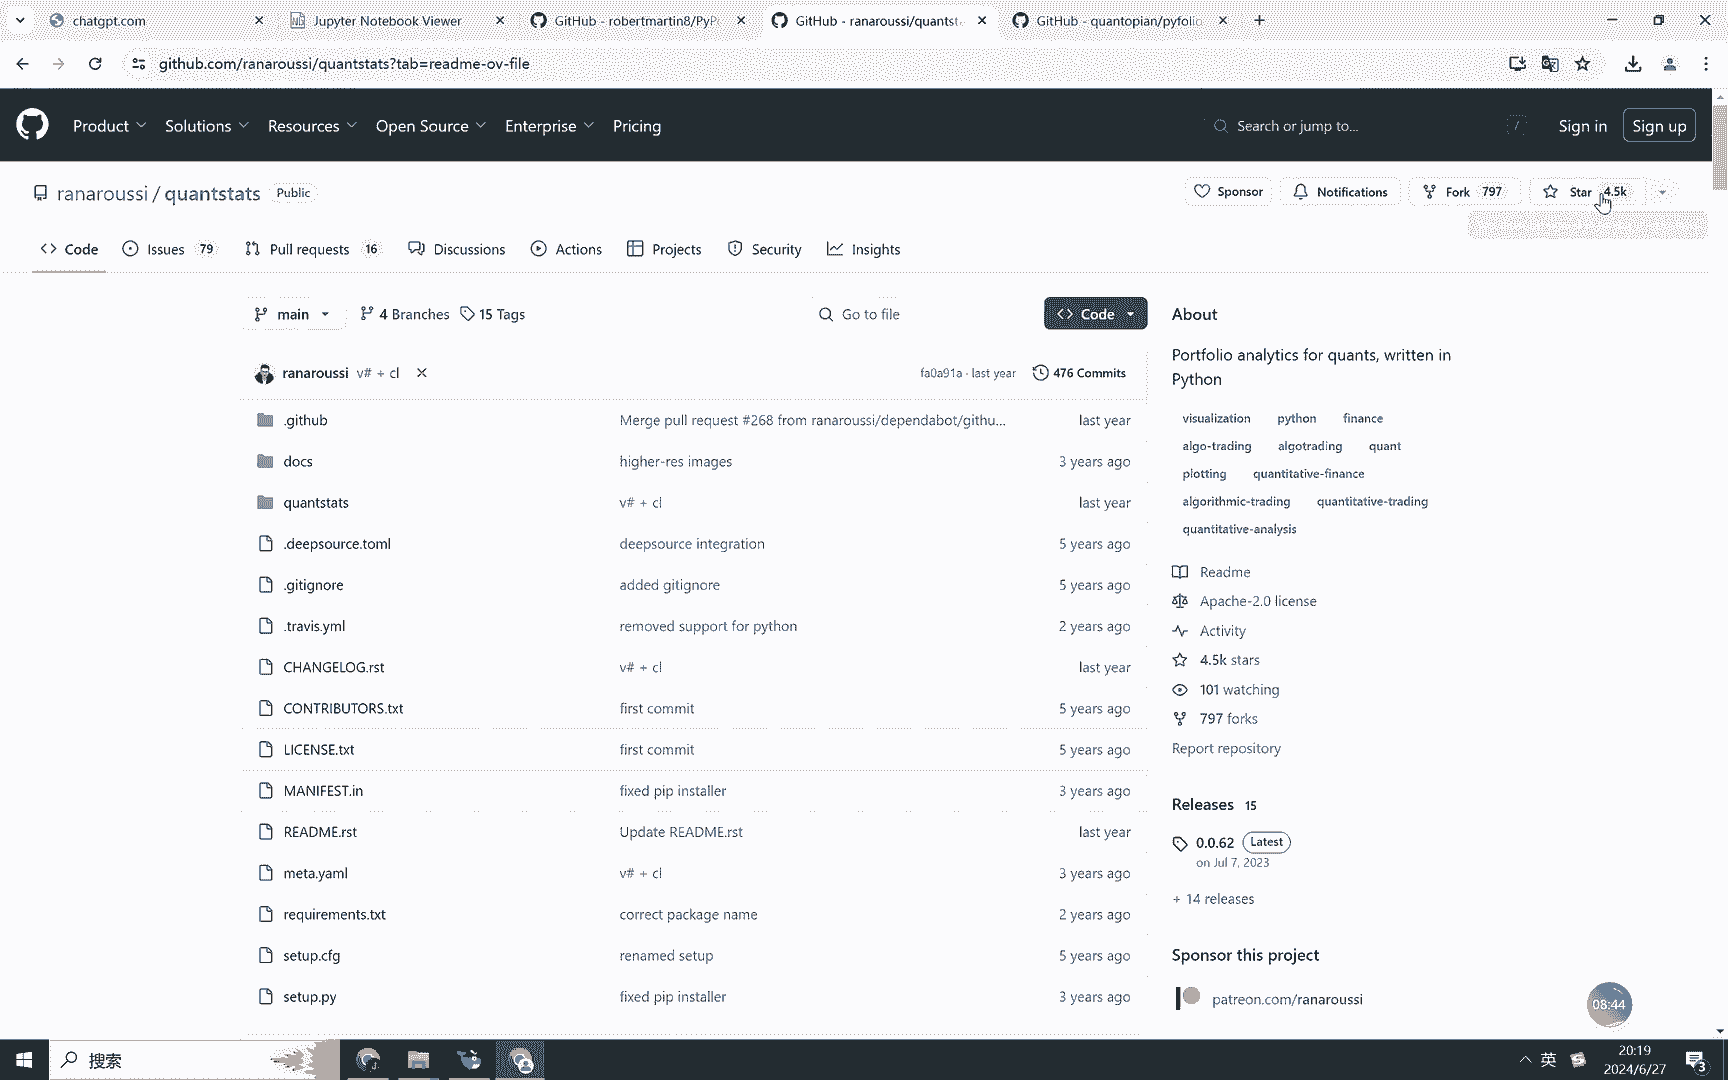 chatgpt.com
Jupyter Notebook Viewer
GitHub - robertmartin8/PyP
GitHub - ranaroussi/quantst
GitHub - quantopian/pyfolio
github.com/ranaroussi/quantstats?tab=readme-ov-file
Product
Solutions
Resources
Open Source
Enterprise
Pricing
Search or jump to...
/
Sign in
Sign up
ranaroussi / quantstats
Public
Sponsor
Notifications
Fork 797
Star 4.5k
Code
Issues 79
Pull requests 16
Discussions
Actions
Projects
Security
Insights
main
4 Branches
15 Tags
Go to file
Code
ranaroussi v# + cl
fa0a91a · last year
476 Commits
.github Merge pull request #268 from ranaroussi/dependabot/githu... last year
docs higher-res images 3 years ago
quantstats v# + cl last year
.deepsource.toml deepsource integration 5 years ago
.gitignore added gitignore 5 years ago
.travis.yml removed support for python 2 years ago
CHANGELOG.rst v# + cl last year
CONTRIBUTORS.txt first commit 5 years ago
LICENSE.txt first commit 5 years ago
MANIFEST.in fixed pip installer 3 years ago
README.rst Update README.rst last year
meta.yaml v# + cl 3 years ago
requirements.txt correct package name 2 years ago
setup.cfg renamed setup 5 years ago
setup.py fixed pip installer 3 years ago
About
Portfolio analytics for quants, written in
Python
visualization python finance
algo-trading algotrading quant
plotting quantitative-finance
algorithmic-trading quantitative-trading
quantitative-analysis
Readme
Apache-2.0 license
Activity
4.5k stars
101 watching
797 forks
Report repository
Releases 15
0.0.62 Latest
on Jul 7, 2023
+ 14 releases
Sponsor this project
patreon.com/ranaroussi
08:44
搜索
英
20:19
2024/6/27
3